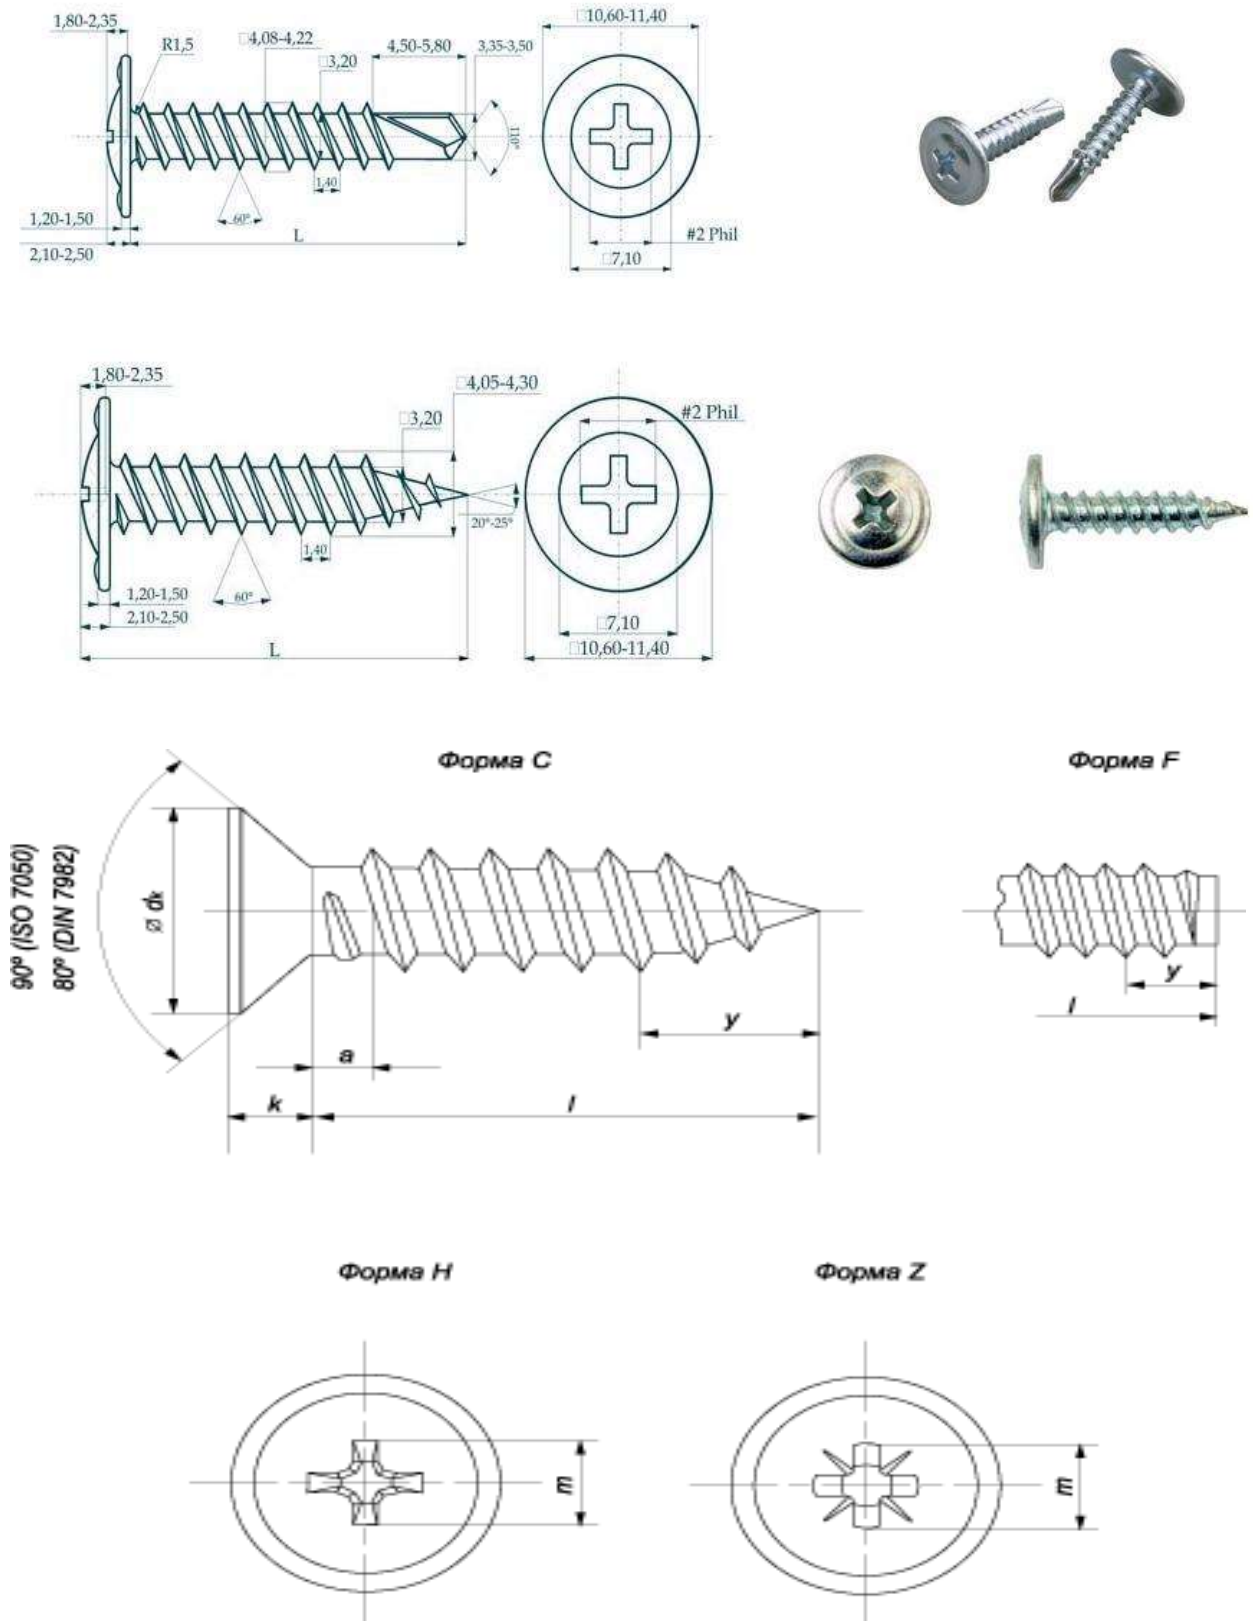 1,80-2,35
R1,5
□4,08-4,22
□3,20
4,50-5,80
3,35-3,50
□10,60-11,40
110°
1,40
60°
1,20-1,50
2,10-2,50
L
#2 Phil
□7,10
1,80-2,35
□4,05-4,30
□3,20
#2 Phil
20°-25°
1,40
60°
1,20-1,50
2,10-2,50
L
□7,10
□10,60-11,40
Форма C
Форма F
90° (ISO 7050)
80° (DIN 7982)
Ø dk
y
a
k
l
y
l
Форма H
Форма Z
m
m